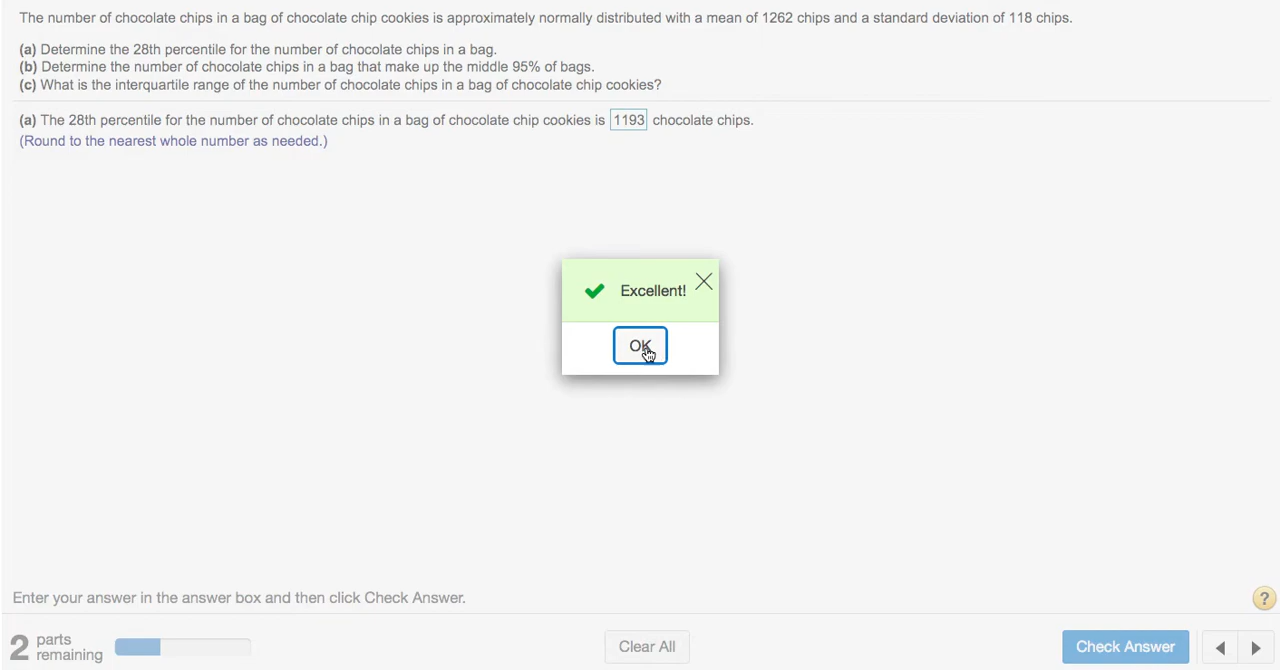 The number of chocolate chips in a bag of chocolate chip cookies is approximately normally distributed with a mean of 1262 chips and a standard deviation of 118 chips.
(a) Determine the 28th percentile for the number of chocolate chips in a bag.
(b) Determine the number of chocolate chips in a bag that make up the middle 95% of bags.
(c) What is the interquartile range of the number of chocolate chips in a bag of chocolate chip cookies?
(a) The 28th percentile for the number of chocolate chips in a bag of chocolate chip cookies is 1193 chocolate chips.
(Round to the nearest whole number as needed.)
Excellent!
OK
Enter your answer in the answer box and then click Check Answer.
?
2 parts remaining
Clear All
Check Answer